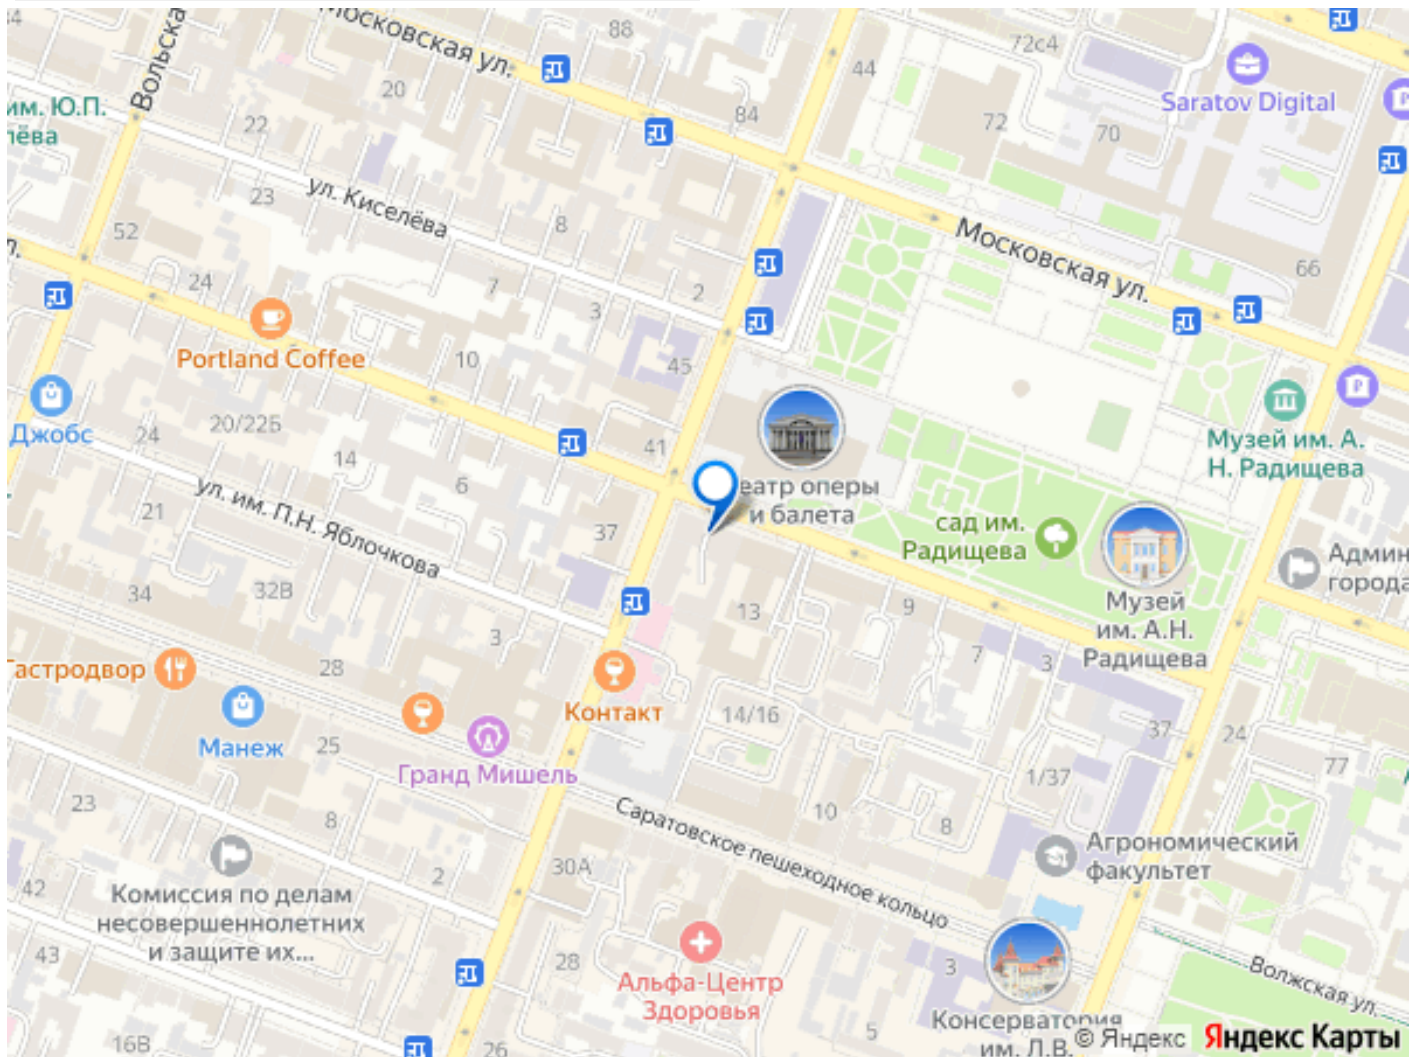 Московская ул.
88
72с4
44
Saratov Digital
Вольска
20
им. Ю.П.
лёва
22
84
72
70
23
ул. Киселёва
8
52
Московская ул.
66
л.
24
7
2
3
Portland Coffee
10
45
Джобс
24
20/22Б
14
41
6
Музей им. А.
Н. Радищева
еатр оперы
и балета
сад им.
Радищева
21
ул. им. П.Н. Яблочкова
37
Админ
города
34
32В
13
9
Музей
им. А.Н.
Радищева
3
7
3
Гастродвор
28
Контакт
14/16
Манеж
25
37
24
Гранд Мишель
1/37
77
23
8
Саратовское пешеходное кольцо
10
8
Агрономический
факультет
42
2
30А
Комиссия по делам
несовершеннолетних
и защите их...
43
28
Альфа-Центр
Здоровья
3
Волжская ул.
Консерватория
им. Л.В.
16В
26
5
© Яндекс Яндекс Карты